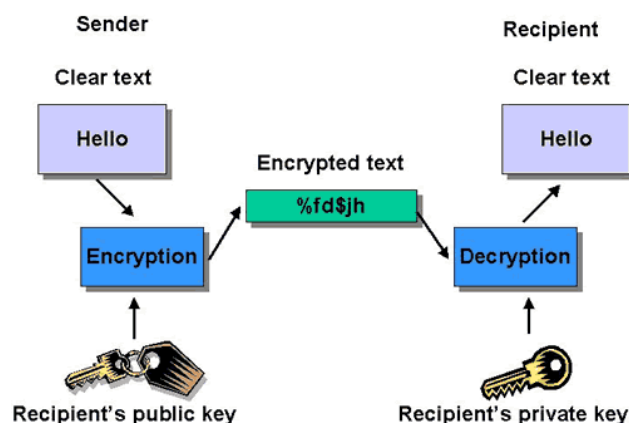 Sender
Recipient
Clear text
Clear text
Hello
Hello
Encrypted text
%fd$jh
Encryption
Decryption
Recipient's public key
Recipient's private key